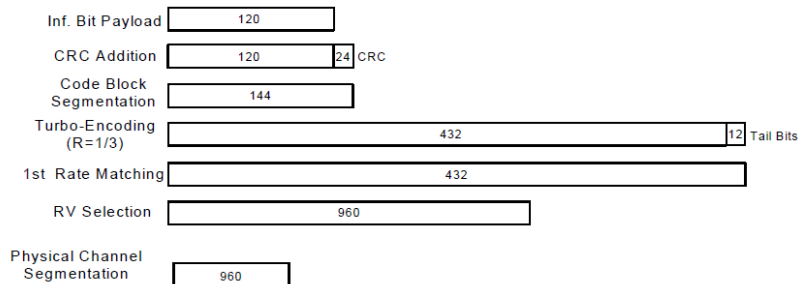 Inf. Bit Payload 120
CRC Addition 120 24 CRC
Code Block
Segmentation 144
Turbo-Encoding
(R=1/3) 432 12 Tail Bits
1st Rate Matching 432
RV Selection 960
Physical Channel
Segmentation 960